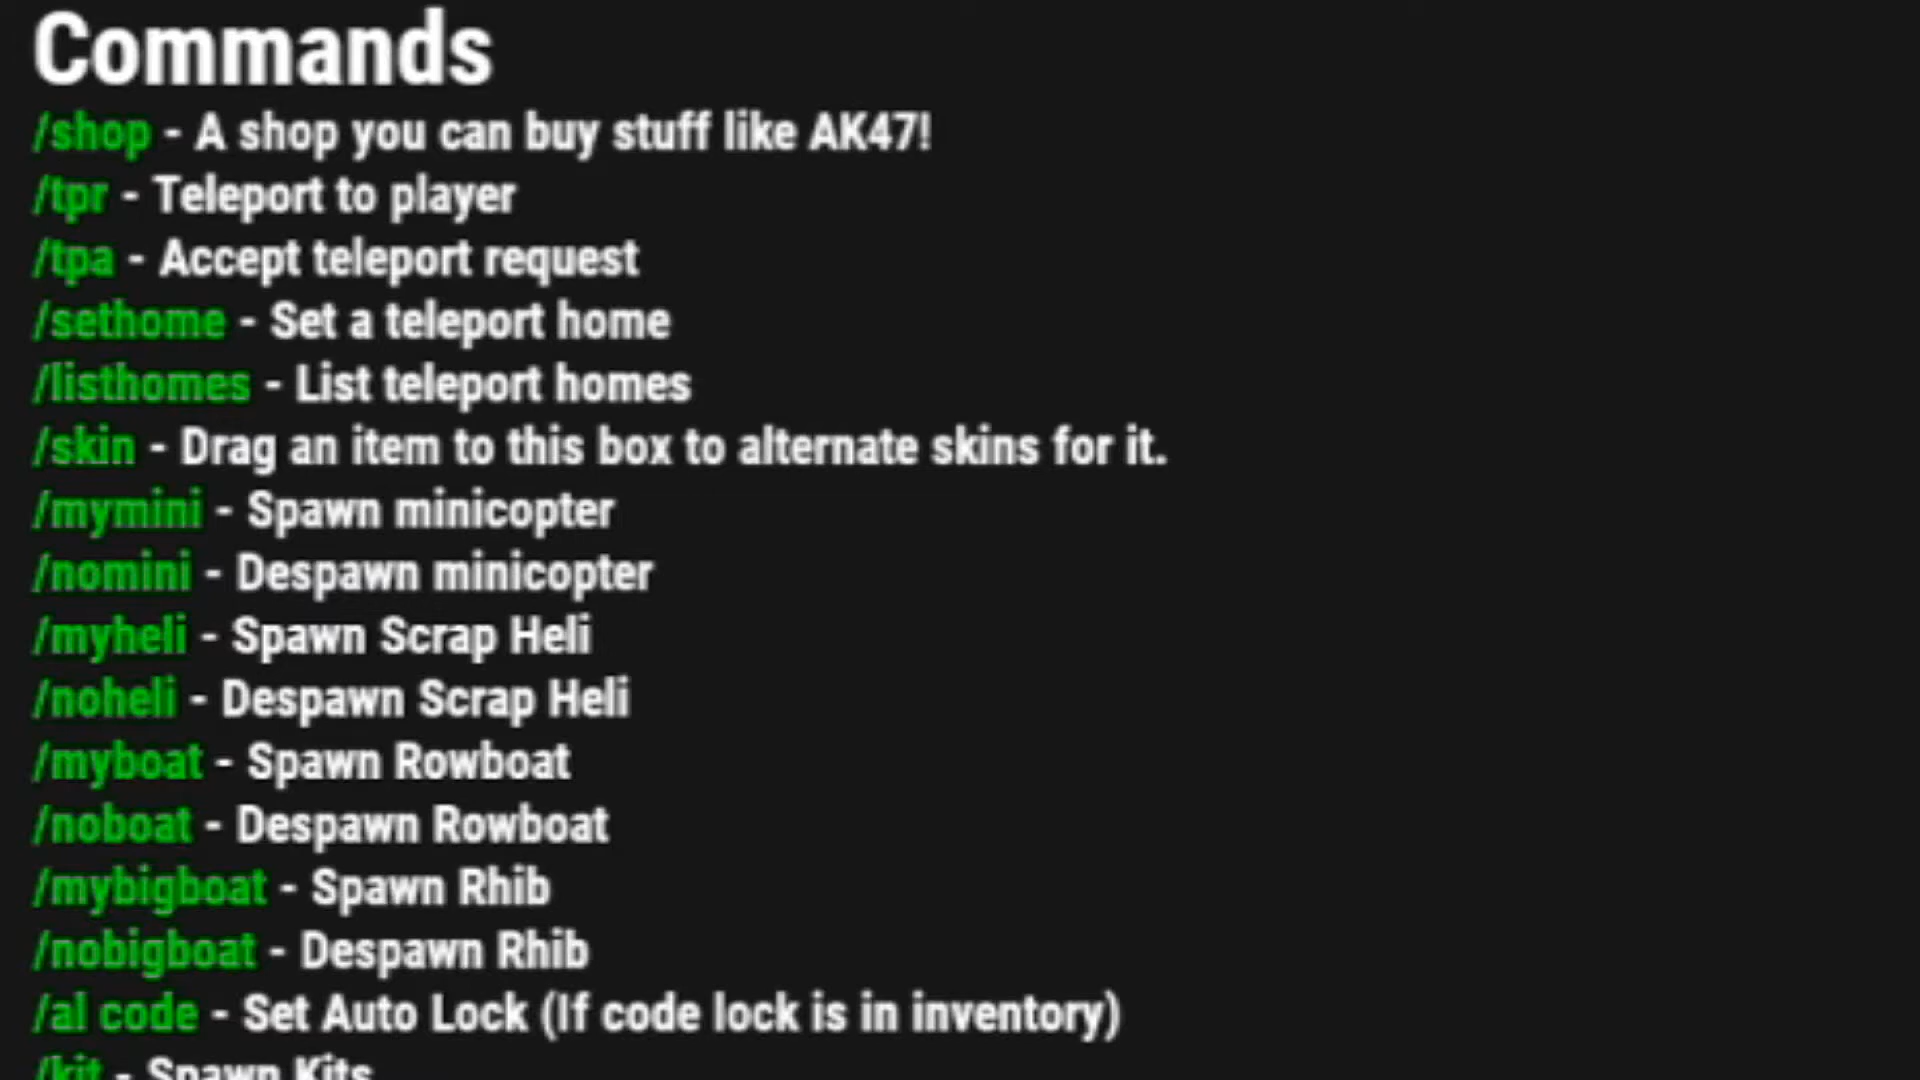 Commands
/shop - A shop you can buy stuff like AK47!
/tpr - Teleport to player
/tpa - Accept teleport request
/sethome - Set a teleport home
/listhomes - List teleport homes
/skin - Drag an item to this box to alternate skins for it.
/mymini - Spawn minicopter
/nomini - Despawn minicopter
/myheli - Spawn Scrap Heli
/noheli - Despawn Scrap Heli
/myboat - Spawn Rowboat
/noboat - Despawn Rowboat
/mybigboat - Spawn Rhib
/nobigboat - Despawn Rhib
/al code - Set Auto Lock (If code lock is in inventory)
/kit - Spawn Kits